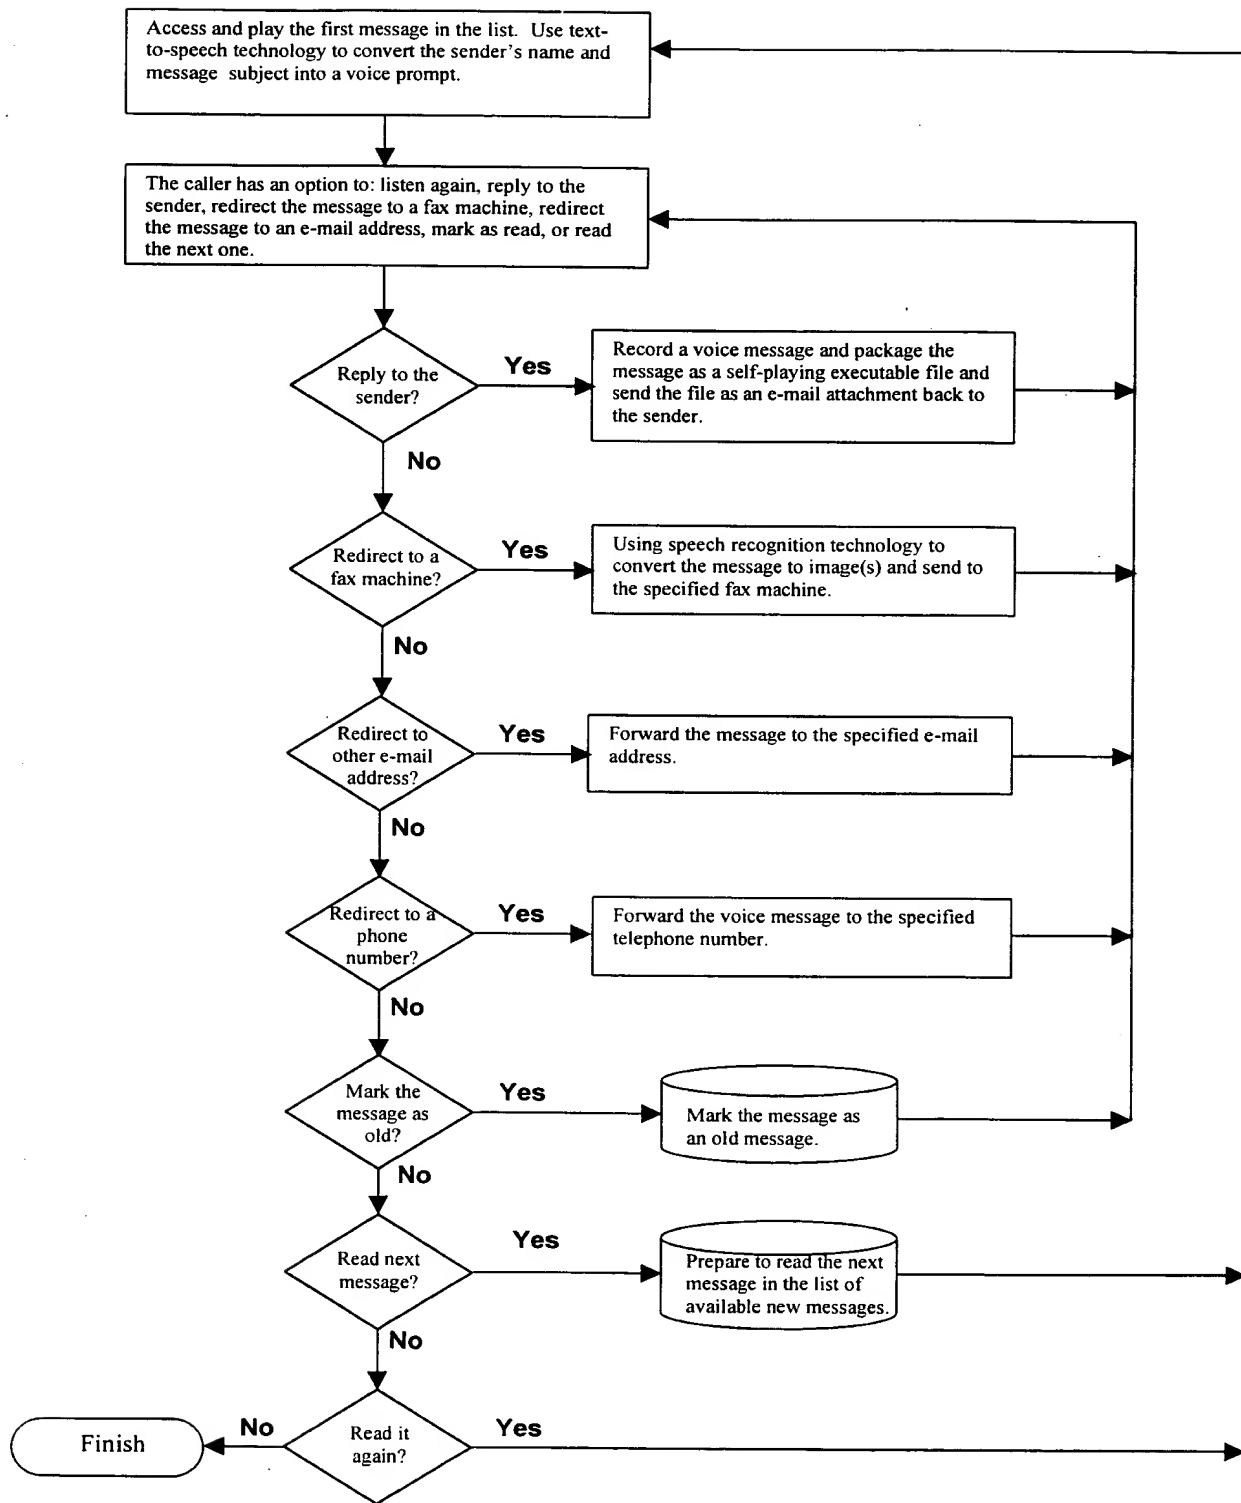 Access and play the first message in the list. Use text-
to-speech technology to convert the sender's name and
message subject into a voice prompt.
The caller has an option to: listen again, reply to the
sender, redirect the message to a fax machine, redirect
the message to an e-mail address, mark as read, or read
the next one.
Reply to the
sender?
Yes
Record a voice message and package the
message as a self-playing executable file and
send the file as an e-mail attachment back to
the sender.
No
Redirect to a
fax machine?
Yes
Using speech recognition technology to
convert the message to image(s) and send to
the specified fax machine.
No
Redirect to
other e-mail
address?
Yes
Forward the message to the specified e-mail
address.
No
Redirect to a
phone
number?
Yes
Forward the voice message to the specified
telephone number.
No
Mark the
message as
old?
Yes
Mark the message as
an old message.
No
Read next
message?
Yes
Prepare to read the next
message in the list of
available new messages.
No
Read it
again?
Yes
No
Finish